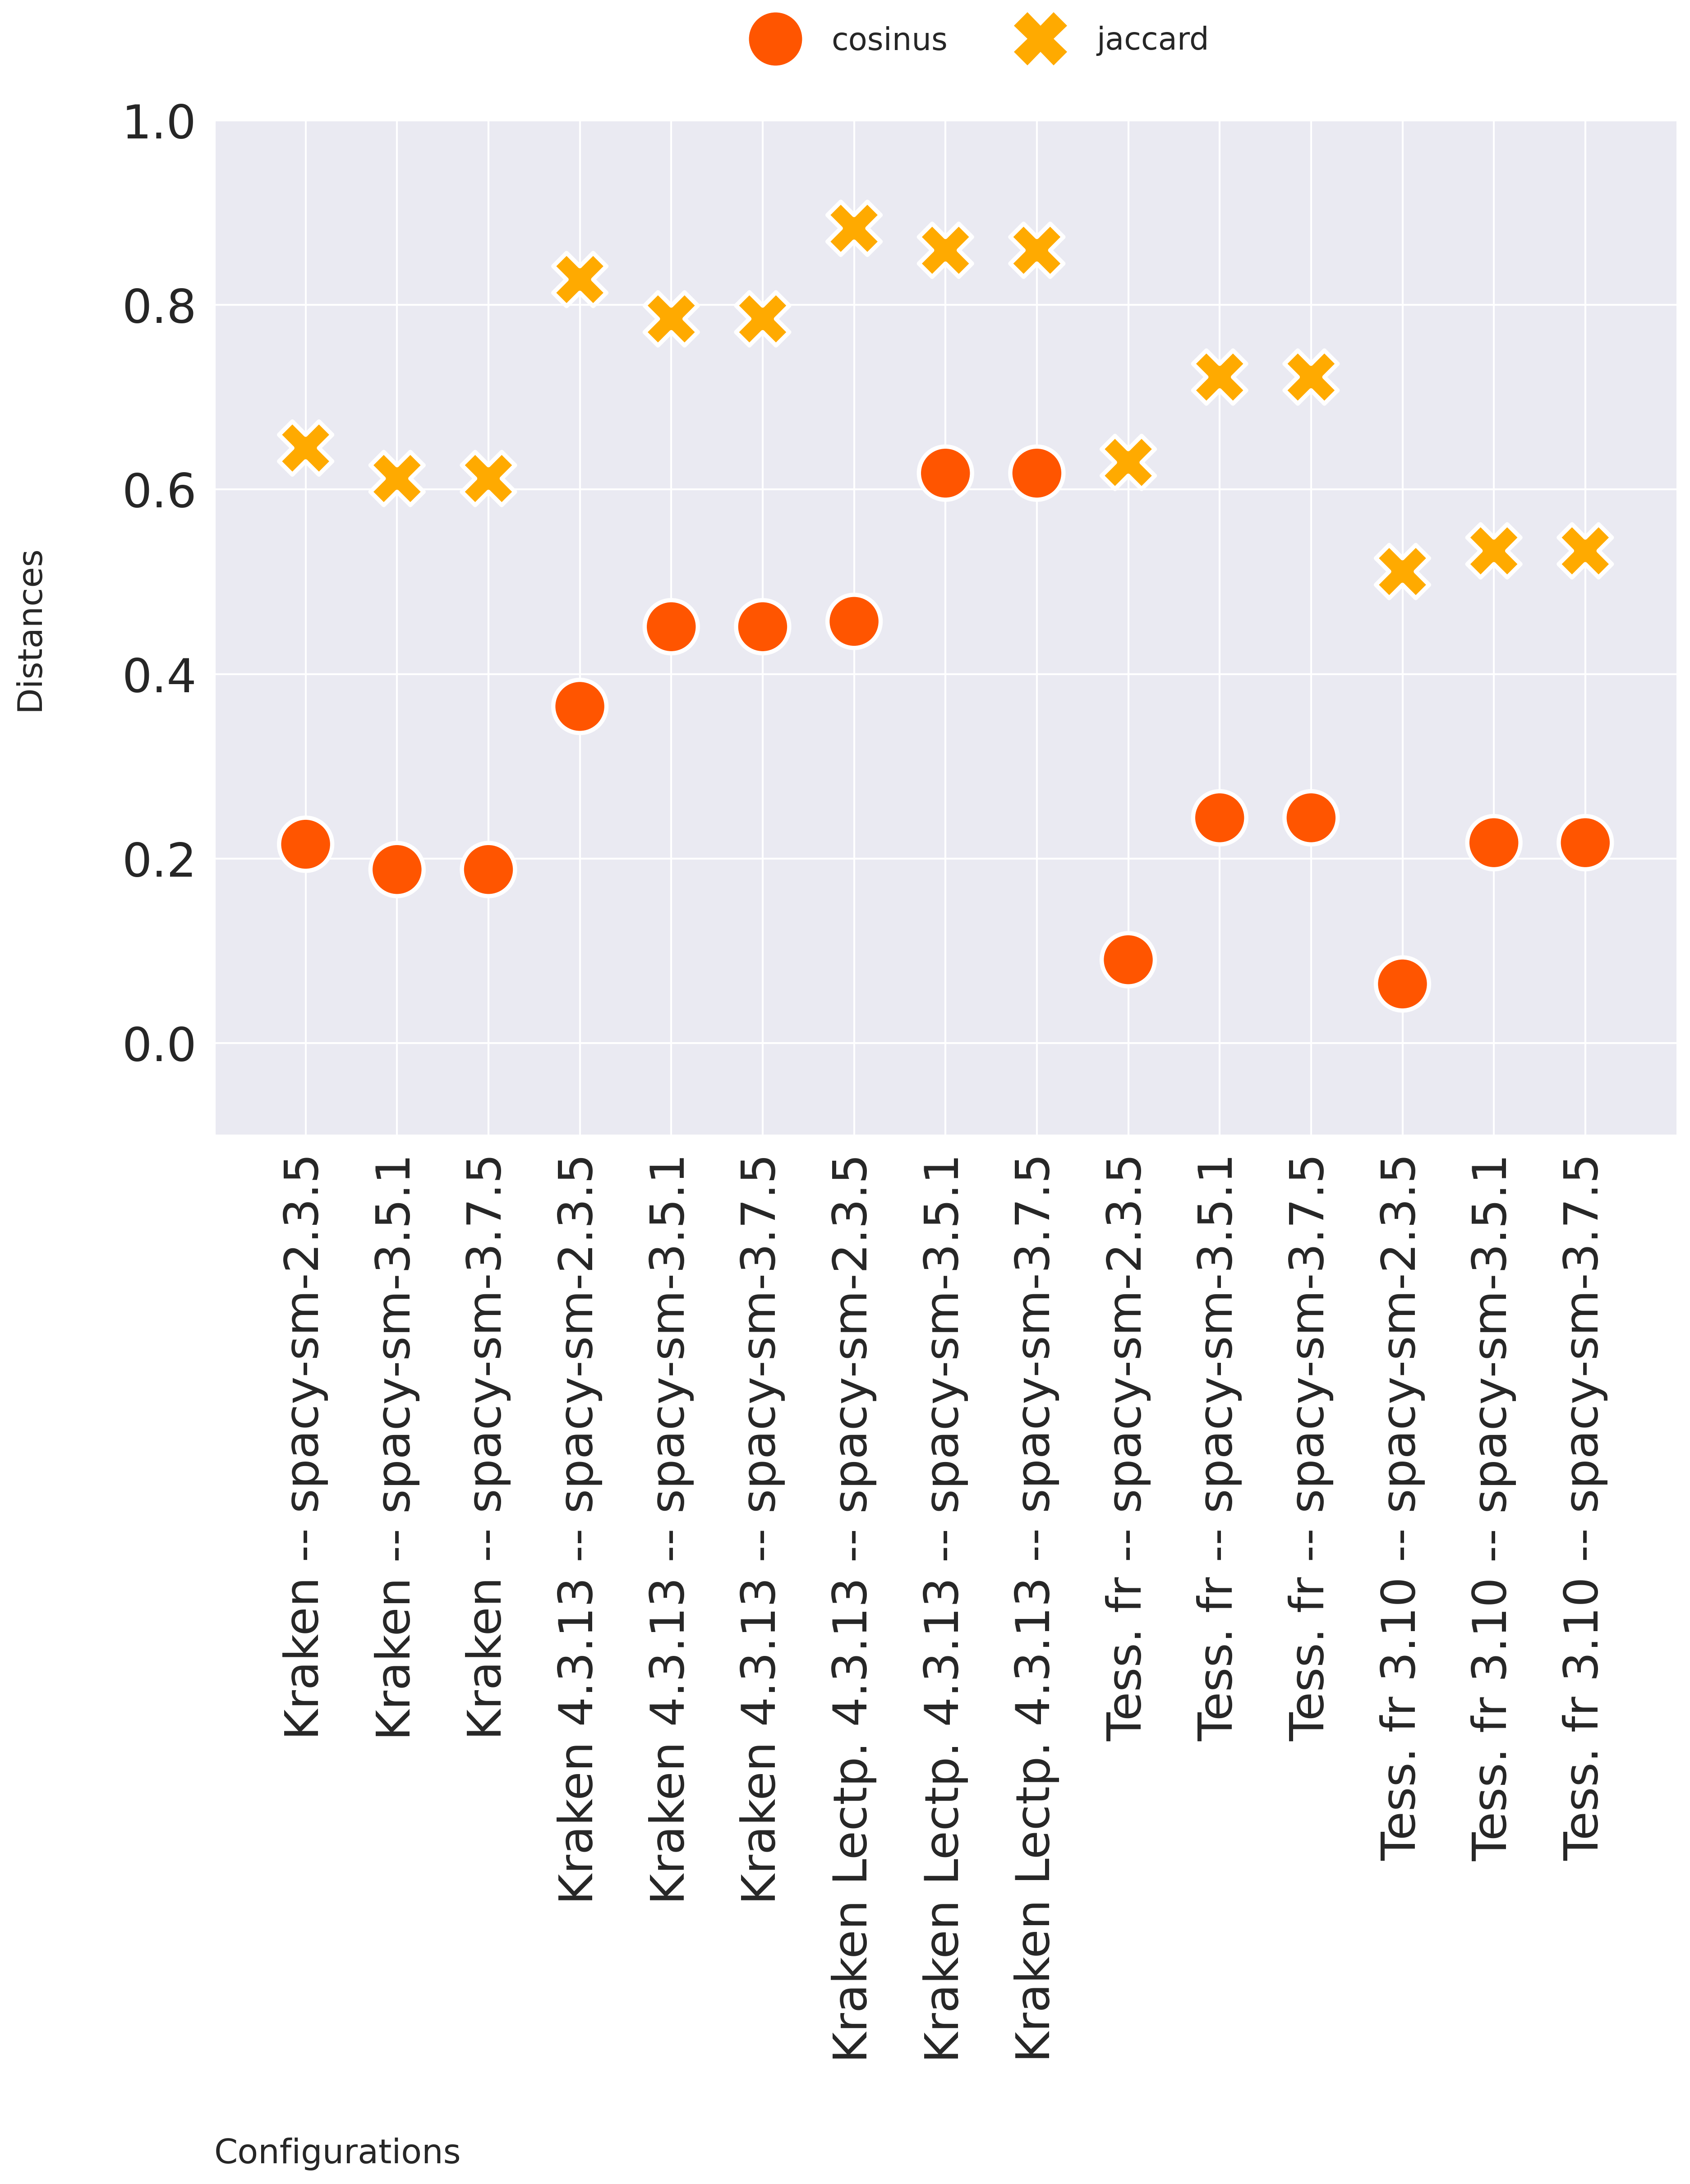 cosinus jaccard
1.0
0.8
0.6
0.4
0.2
0.0
Distances
Kraken -- spacy-sm-2.3.5
Kraken -- spacy-sm-3.5.1
Kraken -- spacy-sm-3.7.5
Kraken 4.3.13 -- spacy-sm-2.3.5
Kraken 4.3.13 -- spacy-sm-3.5.1
Kraken 4.3.13 -- spacy-sm-3.7.5
Kraken Lectp. 4.3.13 -- spacy-sm-2.3.5
Kraken Lectp. 4.3.13 -- spacy-sm-3.5.1
Kraken Lectp. 4.3.13 -- spacy-sm-3.7.5
Tess. fr -- spacy-sm-2.3.5
Tess. fr -- spacy-sm-3.5.1
Tess. fr -- spacy-sm-3.7.5
Tess. fr 3.10 -- spacy-sm-2.3.5
Tess. fr 3.10 -- spacy-sm-3.5.1
Tess. fr 3.10 -- spacy-sm-3.7.5
Configurations